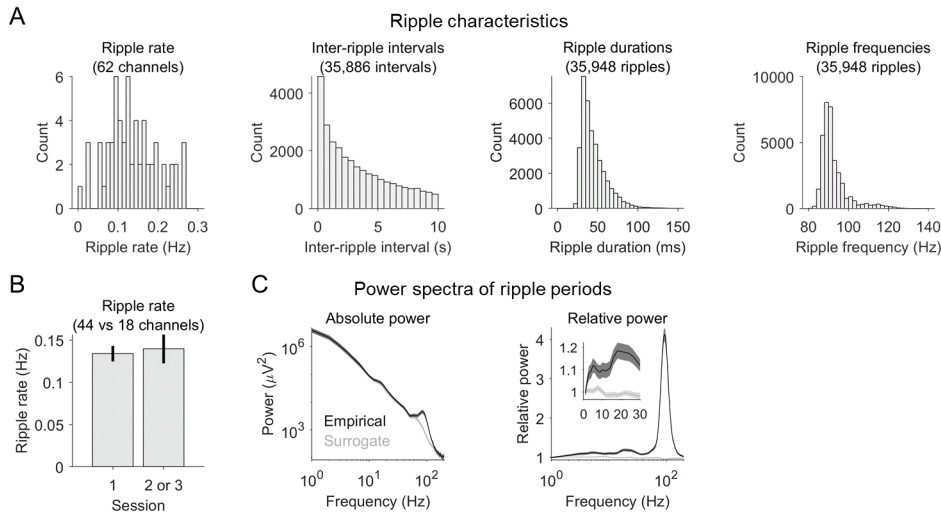 A
Ripple characteristics
Ripple rate
(62 channels)
Count
6
4
2
0
0
0.1
0.2
0.3
Ripple rate (Hz)
Inter-ripple intervals
(35,886 intervals)
Count
4000
2000
0
0
5
10
Inter-ripple interval (s)
Ripple durations
(35,948 ripples)
Count
6000
4000
2000
0
0
50
100
150
Ripple duration (ms)
Ripple frequencies
(35,948 ripples)
Count
10000
5000
0
80
100
120
140
Ripple frequency (Hz)
B
Ripple rate
(44 vs 18 channels)
Ripple rate (Hz)
0.15
0.1
0.05
0
1
2 or 3
Session
C
Power spectra of ripple periods
Absolute power
Power (μV²)
10⁶
10³
Empirical
Surrogate
10⁰
10¹
10²
Frequency (Hz)
Relative power
Relative power
4
3
2
1
1.2
1.1
1
0
10
20
30
10⁰
10¹
10²
Frequency (Hz)